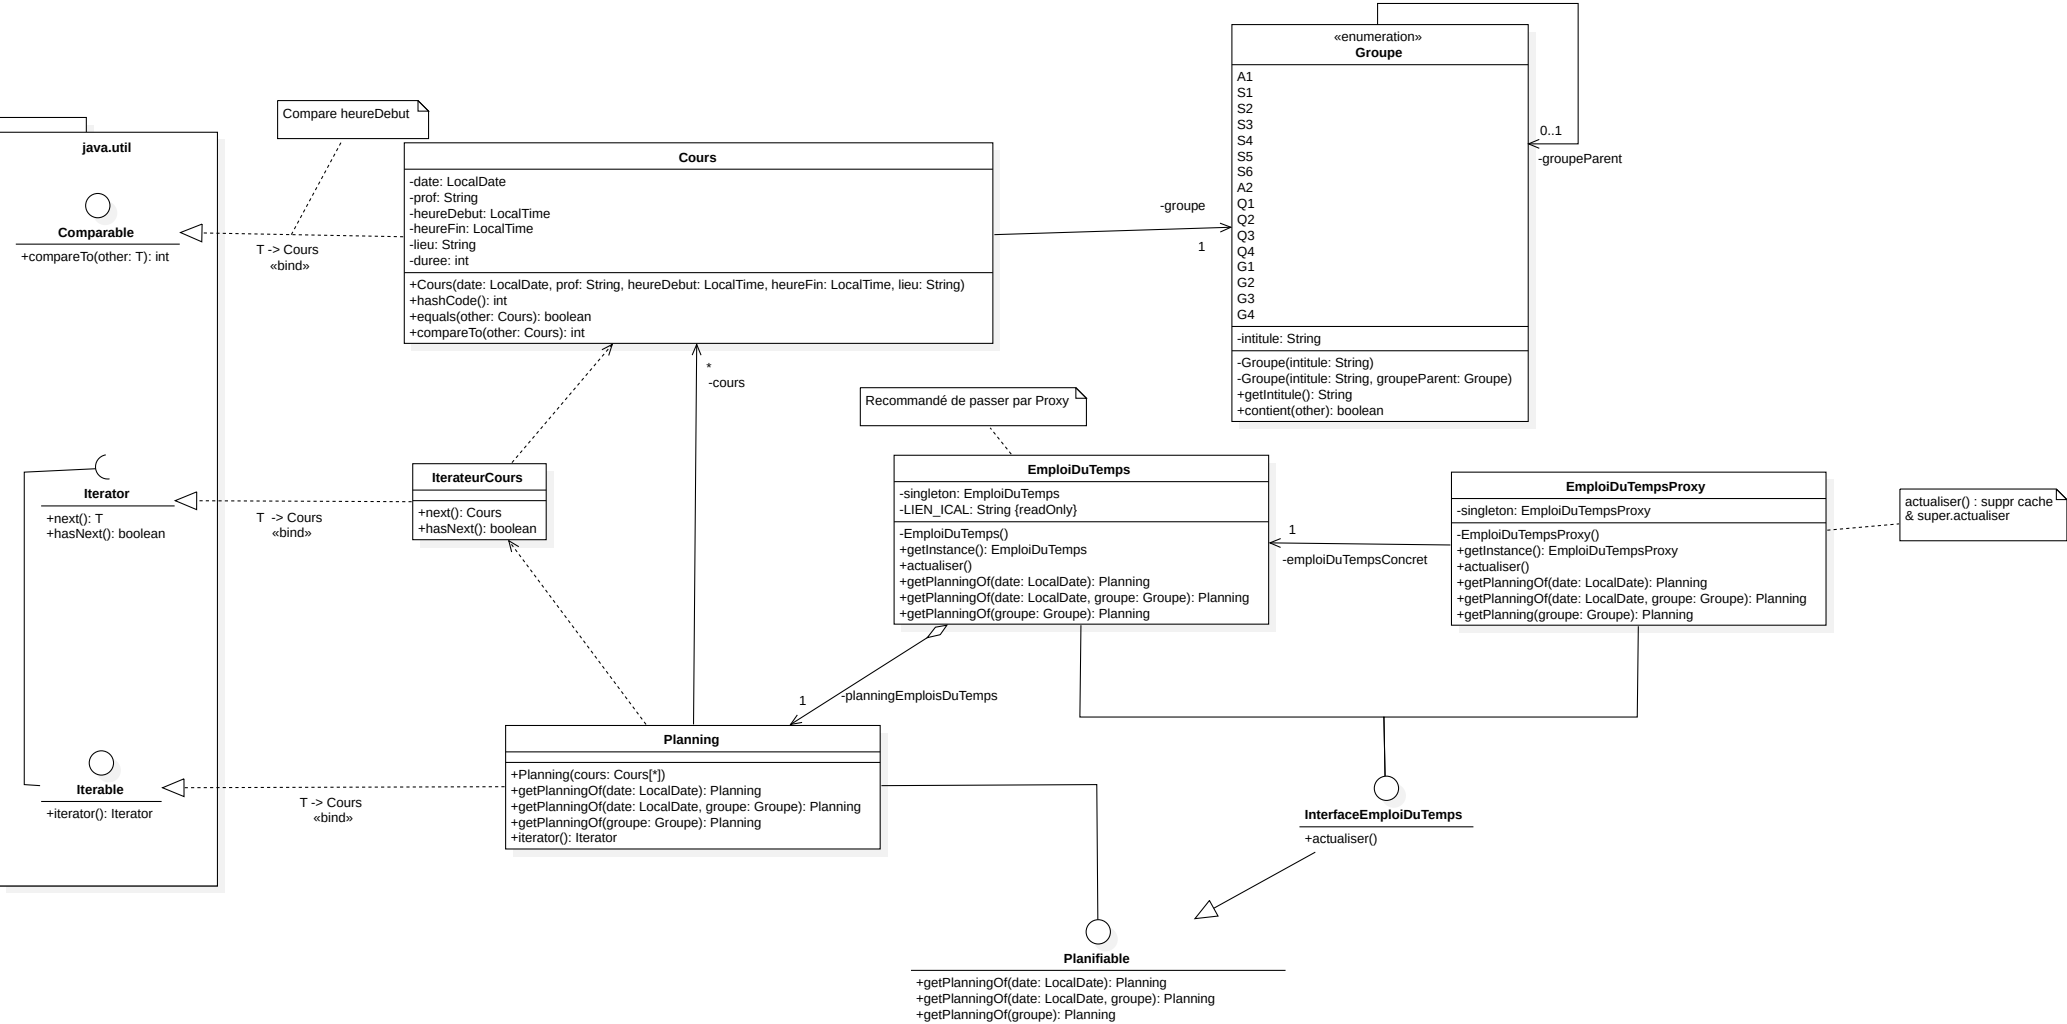 «enumeration»
Groupe
A1
S1
S2
S3
S4
S5
S6
A2
Q1
Q2
Q3
Q4
G1
G2
G3
G4
-intitule: String
-Groupe(intitule: String)
-Groupe(intitule: String, groupeParent: Groupe)
+getIntitule(): String
+contient(other): boolean
0..1
-groupeParent
Compare heureDebut
java.util
Comparable
+compareTo(other: T): int
T -> Cours
«bind»
Cours
-date: LocalDate
-prof: String
-heureDebut: LocalTime
-heureFin: LocalTime
-lieu: String
-duree: int
+Cours(date: LocalDate, prof: String, heureDebut: LocalTime, heureFin: LocalTime, lieu: String)
+hashCode(): int
+equals(other: Cours): boolean
+compareTo(other: Cours): int
-groupe
1
*
-cours
Recommandé de passer par Proxy
Iterator
+next(): T
+hasNext(): boolean
T -> Cours
«bind»
IterateurCours
+next(): Cours
+hasNext(): boolean
EmploiDuTemps
-singleton: EmploiDuTemps
-LIEN_ICAL: String {readOnly}
-EmploiDuTemps()
+getInstance(): EmploiDuTemps
+actualiser()
+getPlanningOf(date: LocalDate): Planning
+getPlanningOf(date: LocalDate, groupe: Groupe): Planning
+getPlanningOf(groupe: Groupe): Planning
1
-emploiDuTempsConcret
EmploiDuTempsProxy
-singleton: EmploiDuTempsProxy
-EmploiDuTempsProxy()
+getInstance(): EmploiDuTempsProxy
+actualiser()
+getPlanningOf(date: LocalDate): Planning
+getPlanningOf(date: LocalDate, groupe: Groupe): Planning
+getPlanning(groupe: Groupe): Planning
actualiser() : suppr cache
& super.actualiser
1
-planningEmploisDuTemps
Iterable
+iterator(): Iterator
T -> Cours
«bind»
Planning
+Planning(cours: Cours[*])
+getPlanningOf(date: LocalDate): Planning
+getPlanningOf(date: LocalDate, groupe: Groupe): Planning
+getPlanningOf(groupe: Groupe): Planning
+iterator(): Iterator
InterfaceEmploiDuTemps
+actualiser()
Planifiable
+getPlanningOf(date: LocalDate): Planning
+getPlanningOf(date: LocalDate, groupe): Planning
+getPlanningOf(groupe): Planning